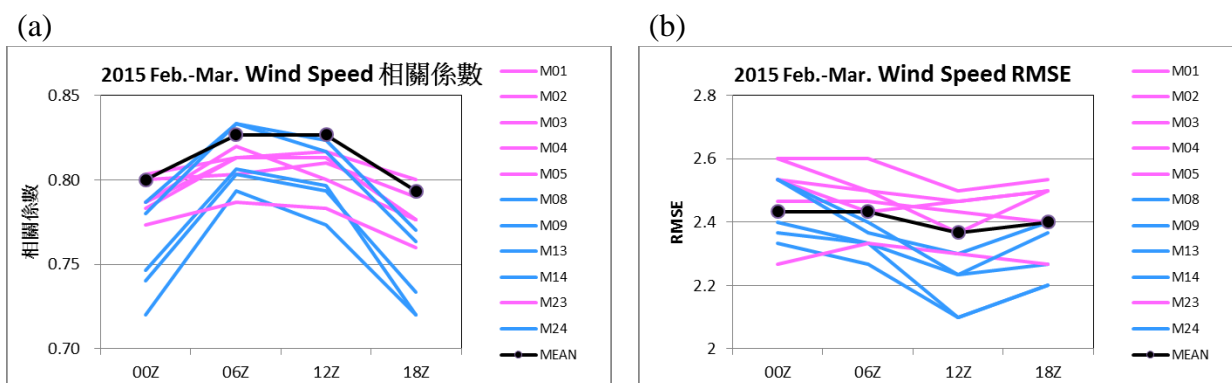 (a)
2015 Feb.-Mar. Wind Speed 相關係數
相關係數
0.85
0.80
0.75
0.70
00Z 06Z 12Z 18Z
M01
M02
M03
M04
M05
M08
M09
M13
M14
M23
M24
MEAN
(b)
2015 Feb.-Mar. Wind Speed RMSE
RMSE
2.8
2.6
2.4
2.2
2
00Z 06Z 12Z 18Z
M01
M02
M03
M04
M05
M08
M09
M13
M14
M23
M24
MEAN